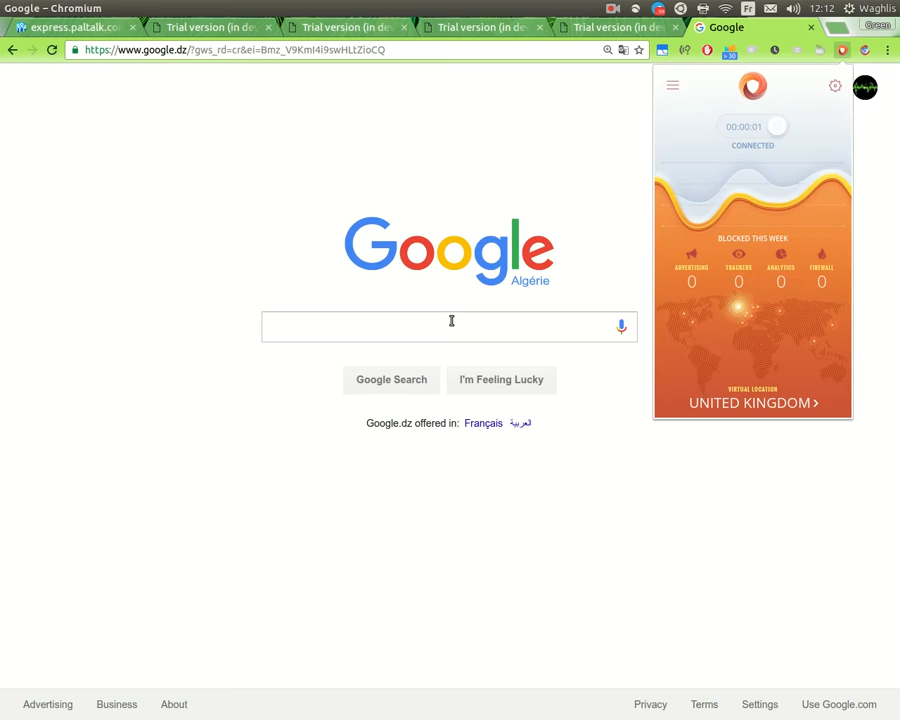 Google – Chromium
Fr
12:12
Waghlis
express.paltalk.co
Trial version (in de
Trial version (in dev
Trial version (in dev
Trial version (in de
Google
Green
https://www.google.dz/?gws_rd=cr&ei=Bmz_V9KmI4i9swHLtZioCQ
>30
00:00:01
CONNECTED
BLOCKED THIS WEEK
ADVERTISING TRACKERS ANALYTICS FIREWALL
0 0 0 0
VIRTUAL LOCATION
UNITED KINGDOM >
Google
Algérie
Google Search I'm Feeling Lucky
Google.dz offered in: Français العربية
Advertising Business About Privacy Terms Settings Use Google.com